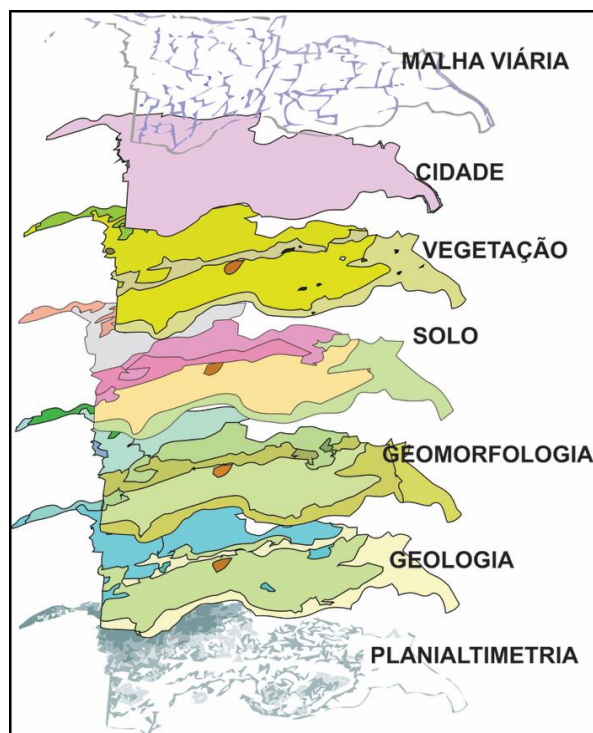 MALHA VIÁRIA
CIDADE
VEGETAÇÃO
SOLO
GEOMORFOLOGIA
GEOLOGIA
PLANIALTIMETRIA